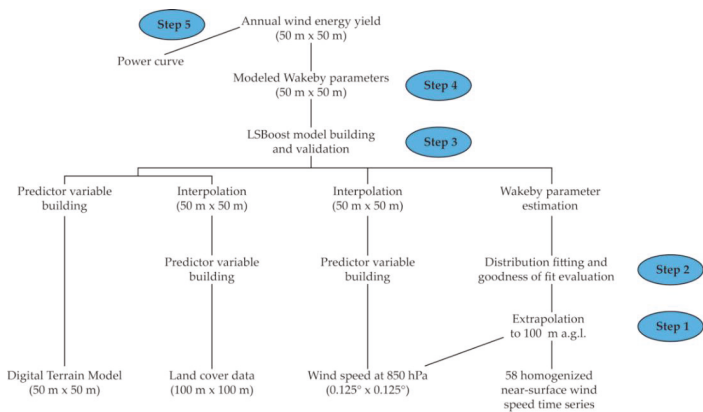 Step 5
Annual wind energy yield
(50 m x 50 m)
Power curve
Modeled Wakeby parameters
(50 m x 50 m)
Step 4
LSBoost model building
and validation
Step 3
Predictor variable
building
Interpolation
(50 m x 50 m)
Interpolation
(50 m x 50 m)
Wakeby parameter
estimation
Predictor variable
building
Predictor variable
building
Distribution fitting and
goodness of fit evaluation
Step 2
Extrapolation
to 100 m a.g.l.
Step 1
Digital Terrain Model
(50 m x 50 m)
Land cover data
(100 m x 100 m)
Wind speed at 850 hPa
(0.125° x 0.125°)
58 homogenized
near-surface wind
speed time series